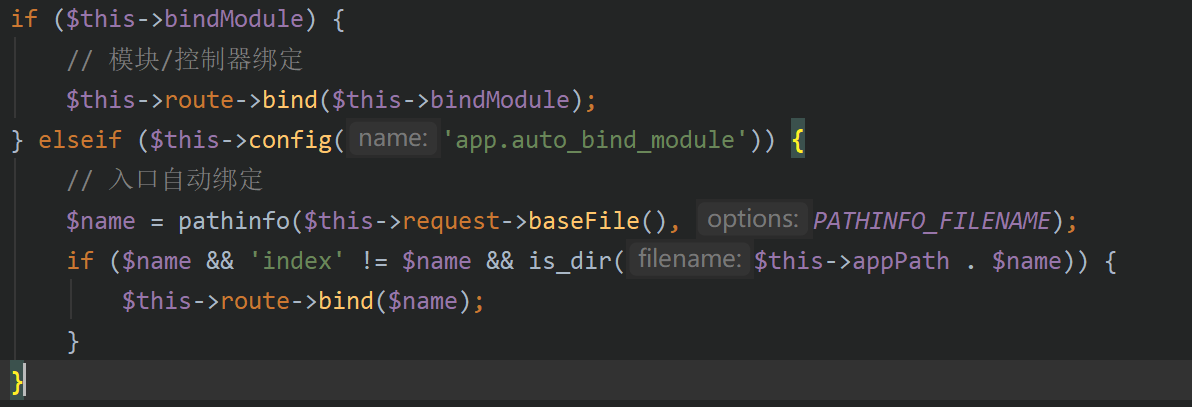 if ($this->bindModule) {
// 模块/控制器绑定
$this->route->bind($this->bindModule);
} elseif ($this->config( name: 'app.auto_bind_module')) {
// 入口自动绑定
$name = pathinfo($this->request->baseFile(), options: PATHINFO_FILENAME);
if ($name && 'index' != $name && is_dir( filename: $this->appPath . $name)) {
$this->route->bind($name);
}
}